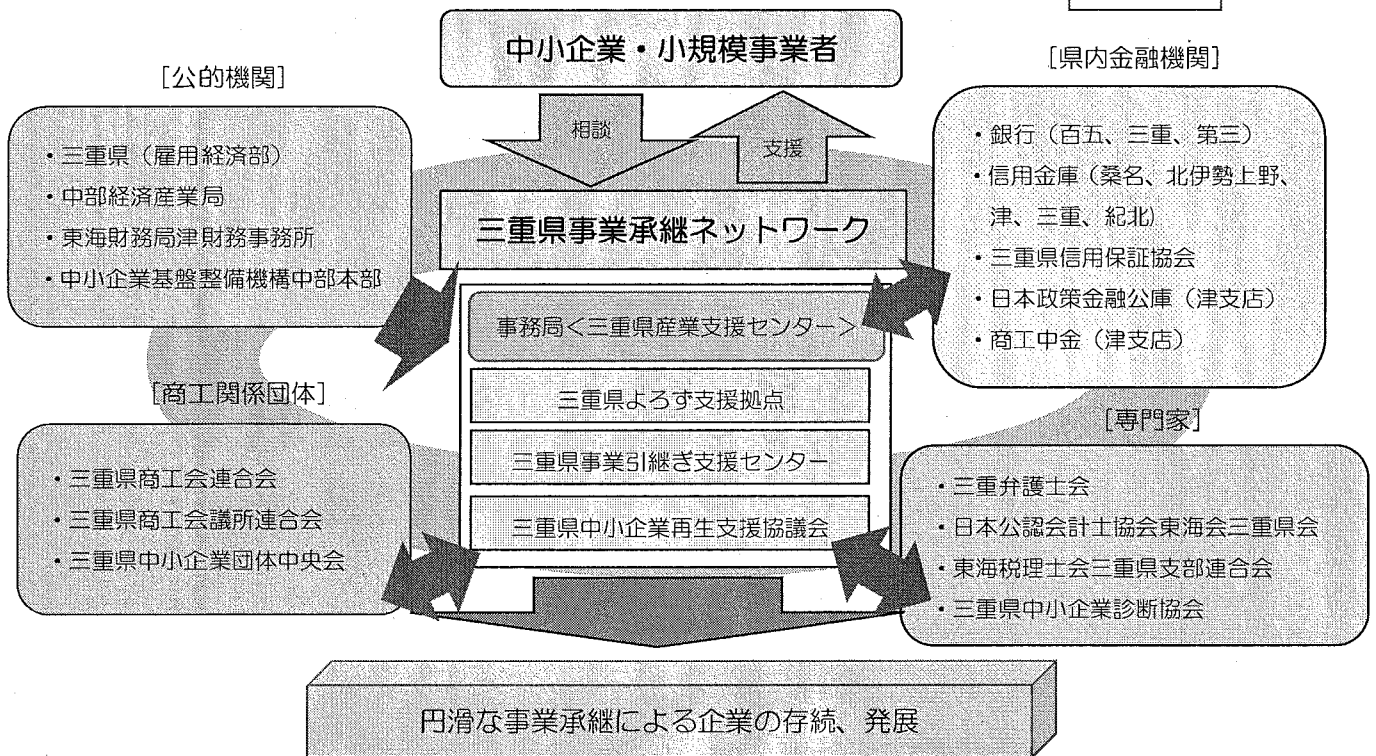 中小企業・小規模事業者
相談
支援
[公的機関]
・三重県（雇用経済部）
・中部経済産業局
・東海財務局津財務事務所
・中小企業基盤整備機構中部本部
[県内金融機関]
・銀行（百五、三重、第三）
・信用金庫（桑名、北伊勢上野、
津、三重、紀北）
・三重県信用保証協会
・日本政策金融公庫（津支店）
・商工中金（津支店）
三重県事業承継ネットワーク
事務局＜三重県産業支援センター＞
三重県よろず支援拠点
三重県事業引継ぎ支援センター
三重県中小企業再生支援協議会
[商工関係団体]
・三重県商工会連合会
・三重県商工会議所連合会
・三重県中小企業団体中央会
[専門家]
・三重弁護士会
・日本公認会計士協会東海会三重県会
・東海税理士会三重県支部連合会
・三重県中小企業診断協会
円滑な事業承継による企業の存続、発展